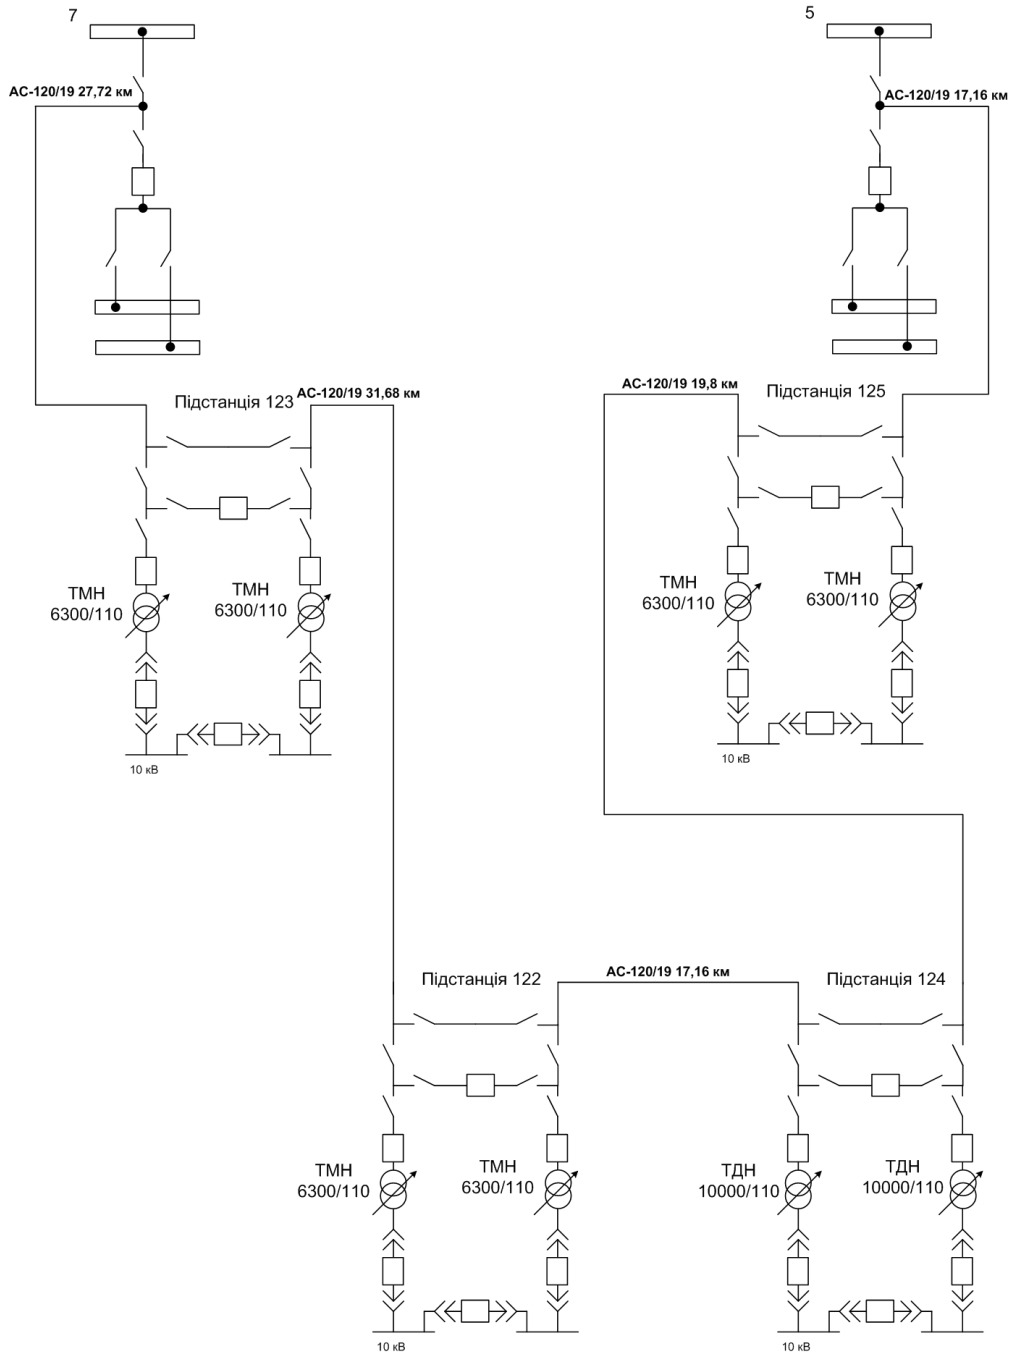 7
5
АС-120/19 27,72 км
АС-120/19 17,16 км
Підстанція 123
АС-120/19 31,68 км
АС-120/19 19,8 км
Підстанція 125
ТМН
6300/110
ТМН
6300/110
ТМН
6300/110
ТМН
6300/110
10 кВ
10 кВ
Підстанція 122
АС-120/19 17,16 км
Підстанція 124
ТМН
6300/110
ТМН
6300/110
ТДН
10000/110
ТДН
10000/110
10 кВ
10 кВ